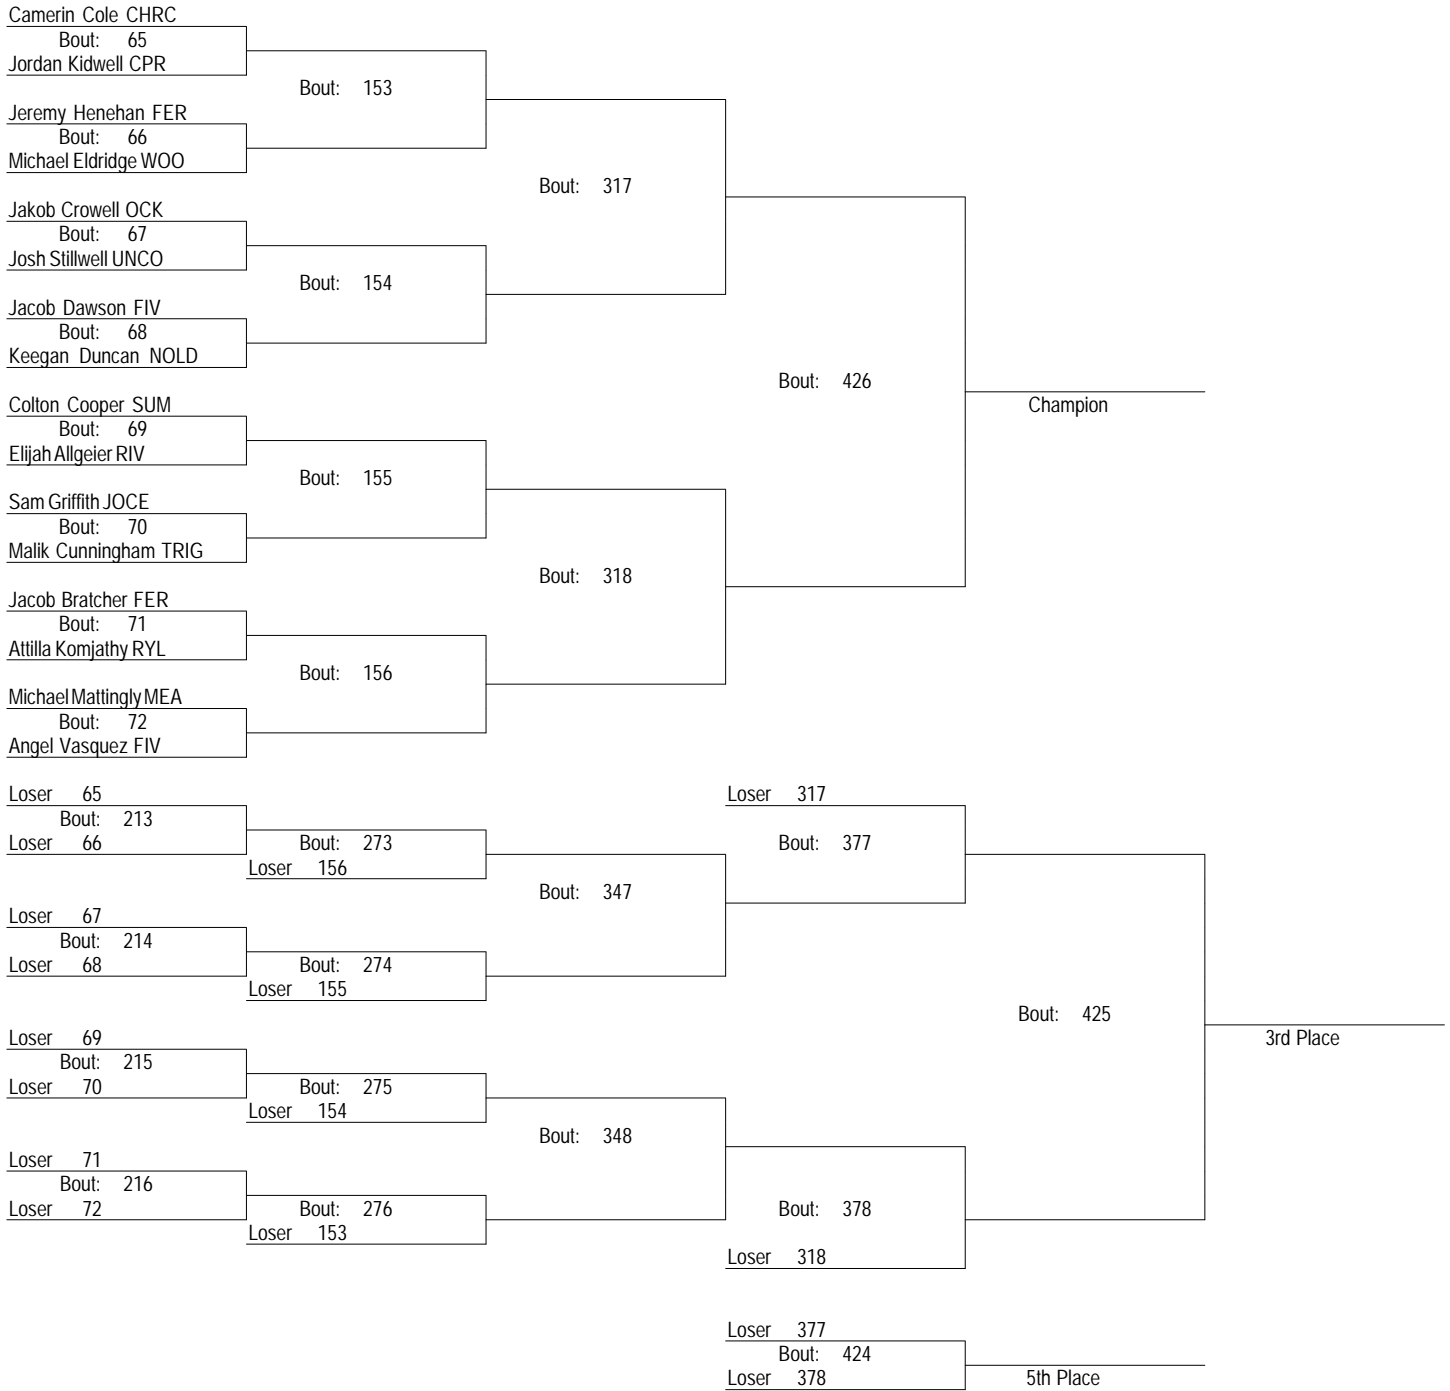 Camerin Cole CHRC
Bout: 65
Jordan Kidwell CPR
Bout: 153
Jeremy Henehan FER
Bout: 66
Michael Eldridge WOO
Bout: 317
Jakob Crowell OCK
Bout: 67
Josh Stillwell UNCO
Bout: 154
Jacob Dawson FIV
Bout: 68
Keegan Duncan NOLD
Bout: 426
Champion
Colton Cooper SUM
Bout: 69
Elijah Allgeier RIV
Bout: 155
Sam Griffith JOCE
Bout: 70
Malik Cunningham TRIG
Bout: 318
Jacob Bratcher FER
Bout: 71
Attilla Komjathy RYL
Bout: 156
Michael Mattingly MEA
Bout: 72
Angel Vasquez FIV
Loser 65
Bout: 213
Loser 66
Bout: 273
Loser 156
Bout: 347
Loser 317
Bout: 377
Loser 67
Bout: 214
Loser 68
Bout: 274
Loser 155
Bout: 425
3rd Place
Loser 69
Bout: 215
Loser 70
Bout: 275
Loser 154
Bout: 348
Loser 71
Bout: 216
Loser 72
Bout: 276
Loser 153
Bout: 378
Loser 318
Loser 377
Bout: 424
Loser 378
5th Place